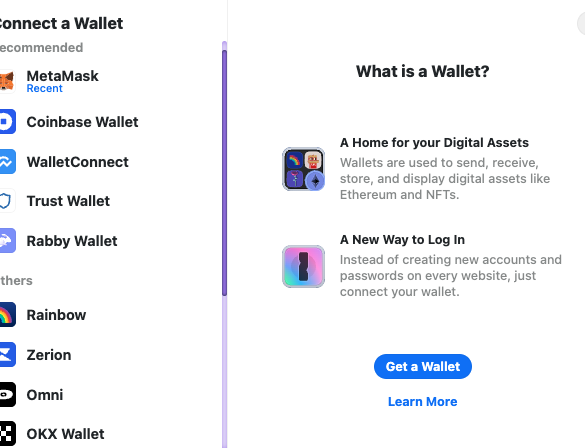 onnect a Wallet
ecommended
MetaMask
Recent
Coinbase Wallet
WalletConnect
Trust Wallet
Rabby Wallet
thers
Rainbow
Zerion
Omni
OKX Wallet
What is a Wallet?
A Home for your Digital Assets
Wallets are used to send, receive,
store, and display digital assets like
Ethereum and NFTs.
A New Way to Log In
Instead of creating new accounts and
passwords on every website, just
connect your wallet.
Get a Wallet
Learn More